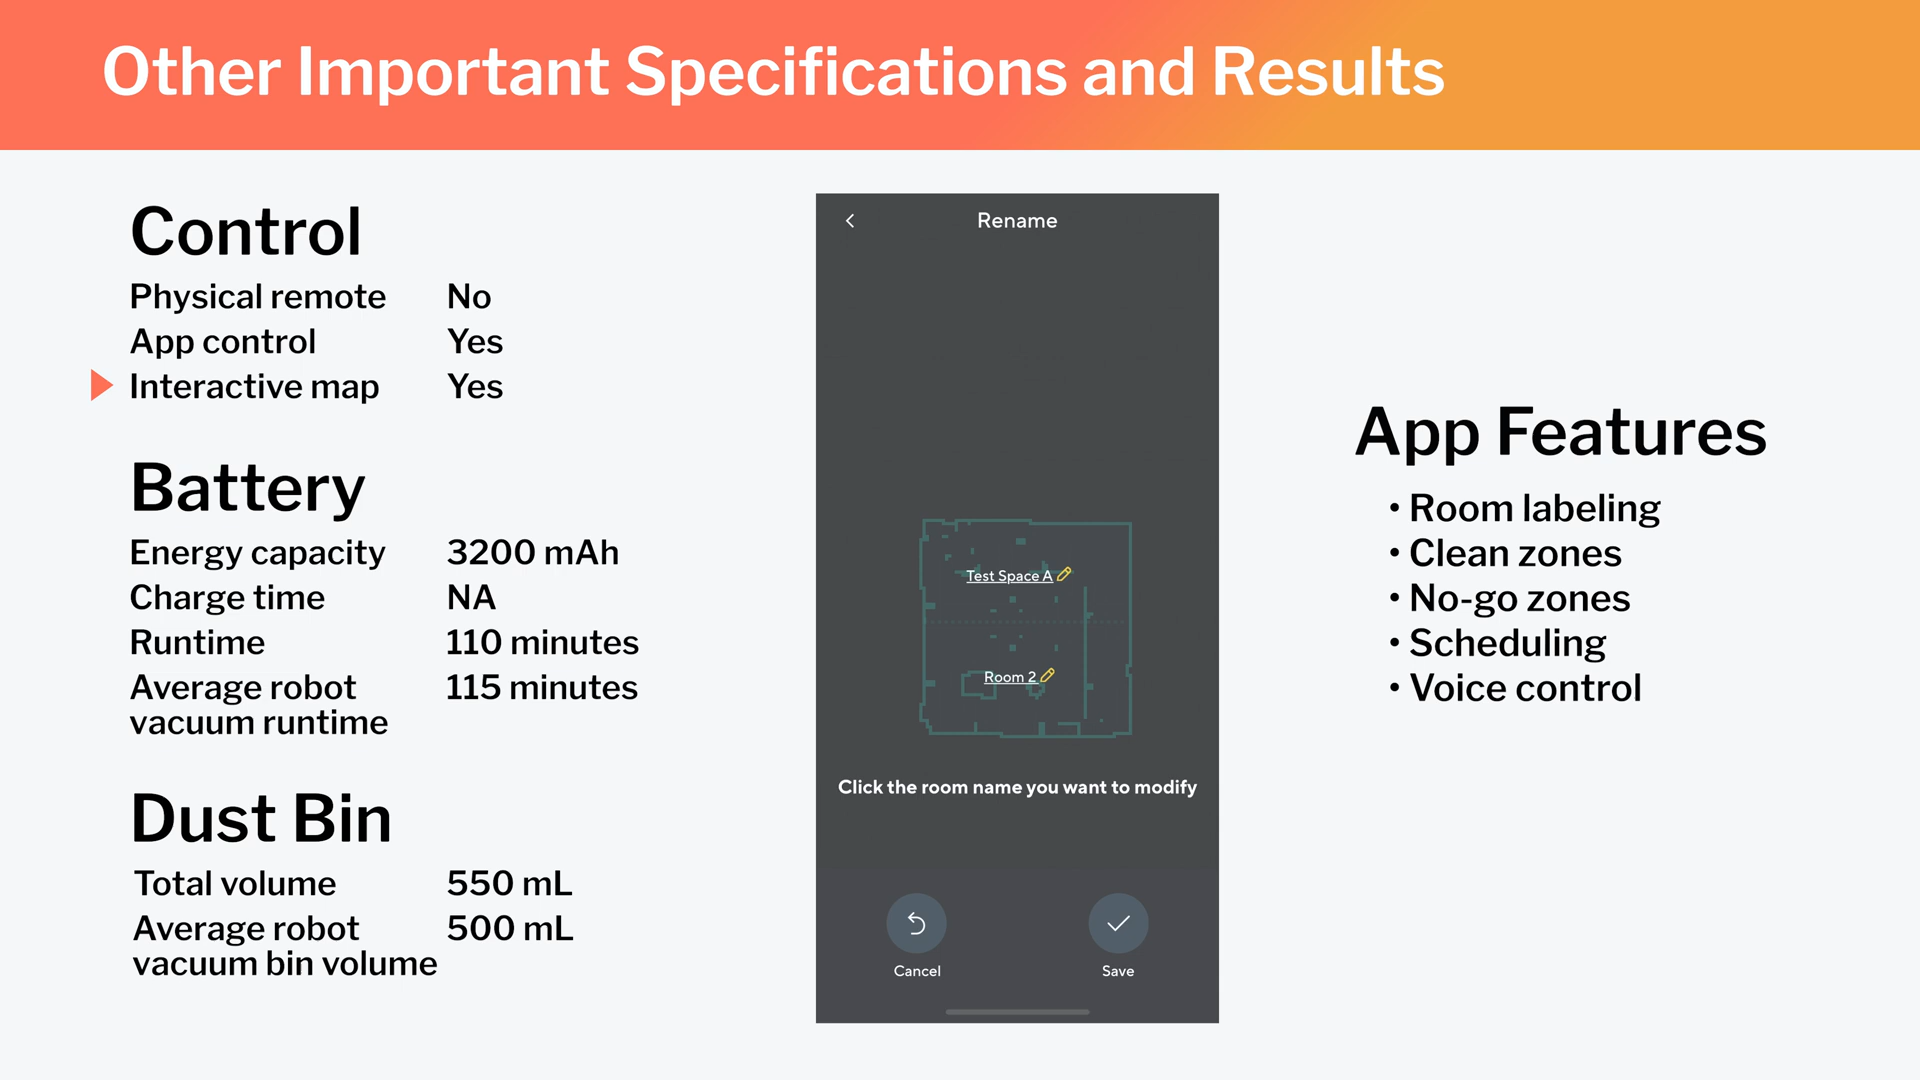 Other Important Specifications and Results
Control
Physical remote No
App control Yes
Interactive map Yes
Battery
Energy capacity 3200 mAh
Charge time NA
Runtime 110 minutes
Average robot 115 minutes
vacuum runtime
Dust Bin
Total volume 550 mL
Average robot 500 mL
vacuum bin volume
Rename
Test Space A
Room 2
Click the room name you want to modify
Cancel Save
App Features
• Room labeling
• Clean zones
• No-go zones
• Scheduling
• Voice control